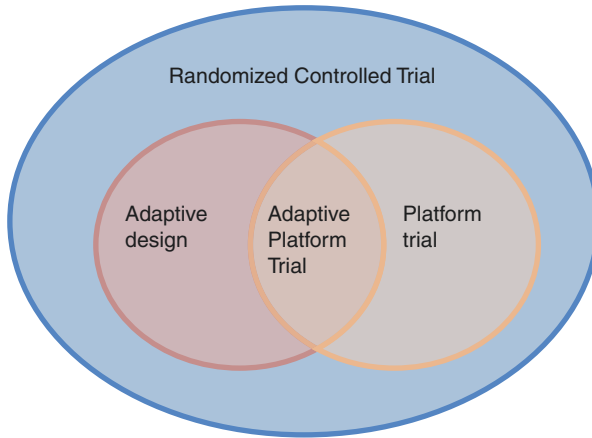 Randomized Controlled Trial
Adaptive
design
Adaptive
Platform
Trial
Platform
trial